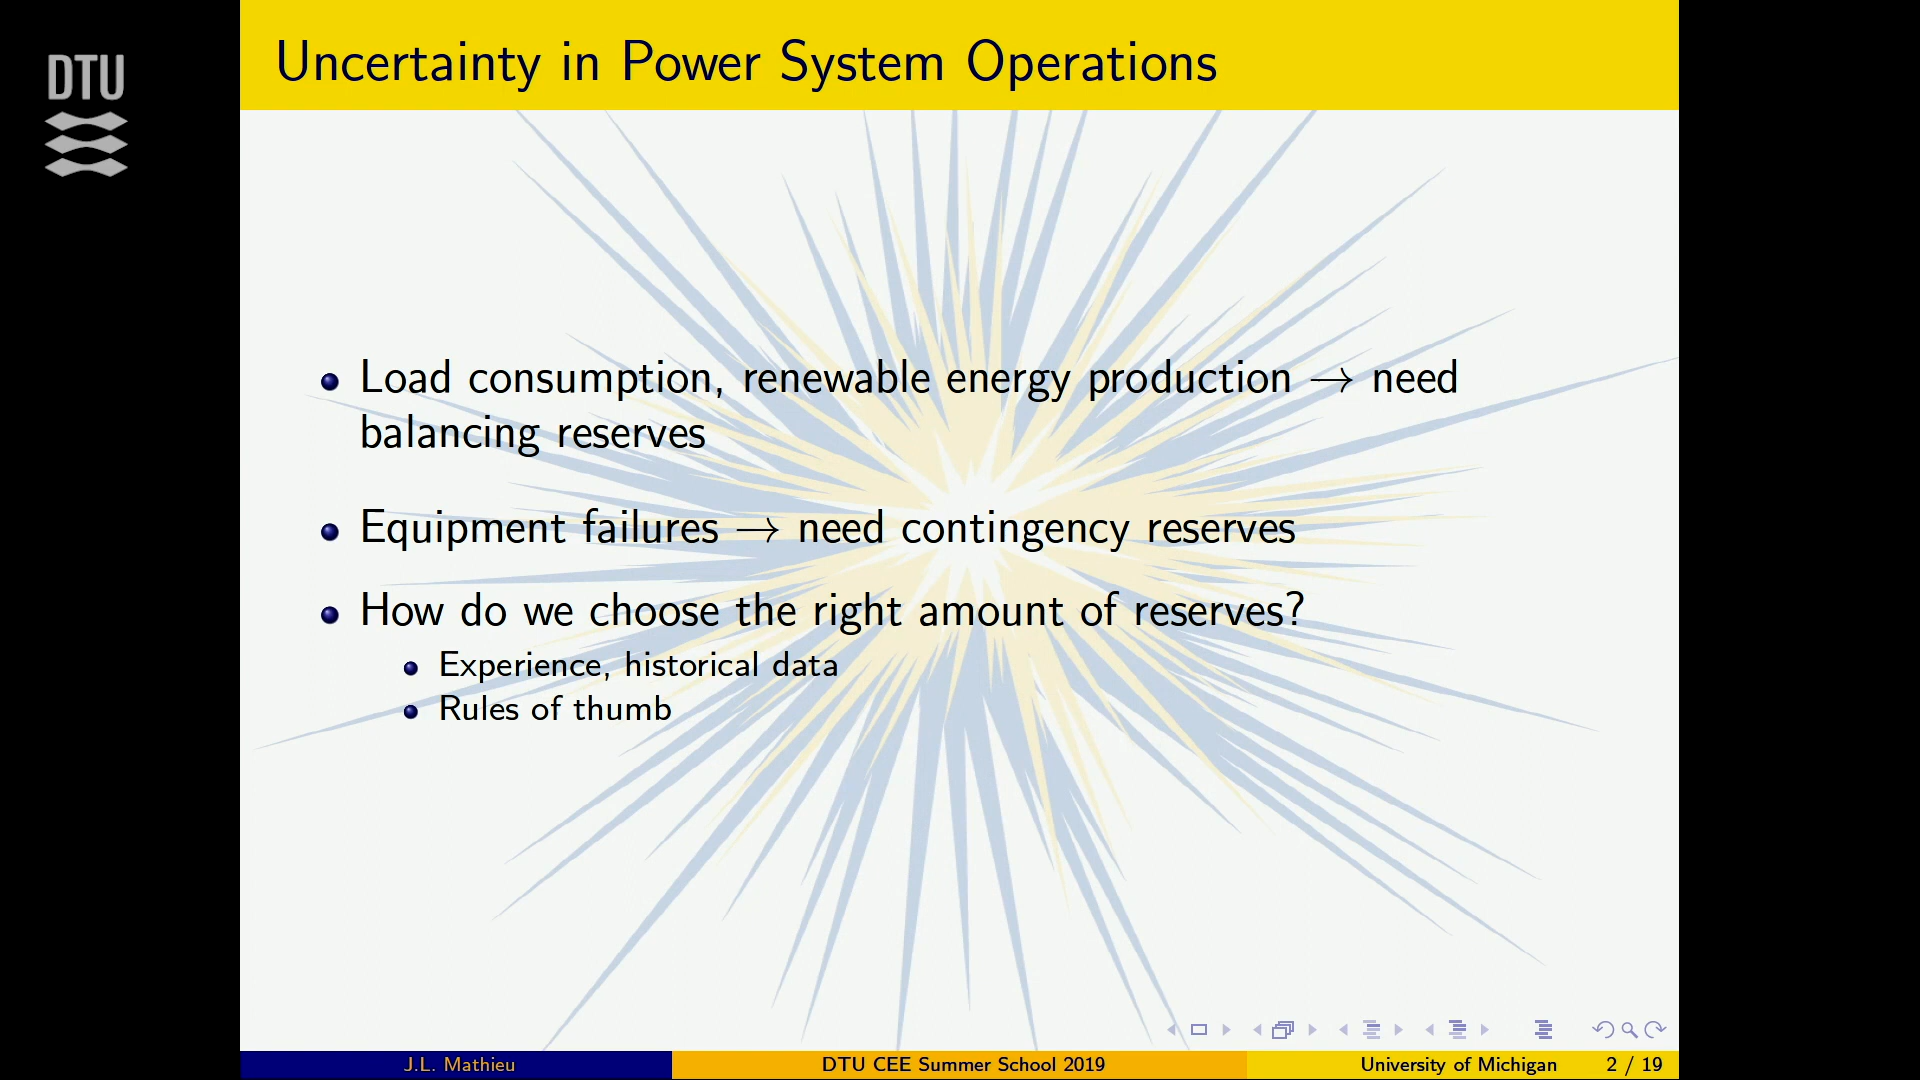 DTU
Uncertainty in Power System Operations
Load consumption, renewable energy production → need
balancing reserves
Equipment failures → need contingency reserves
How do we choose the right amount of reserves?
Experience, historical data
Rules of thumb
J.L. Mathieu
DTU CEE Summer School 2019
University of Michigan
2 / 19